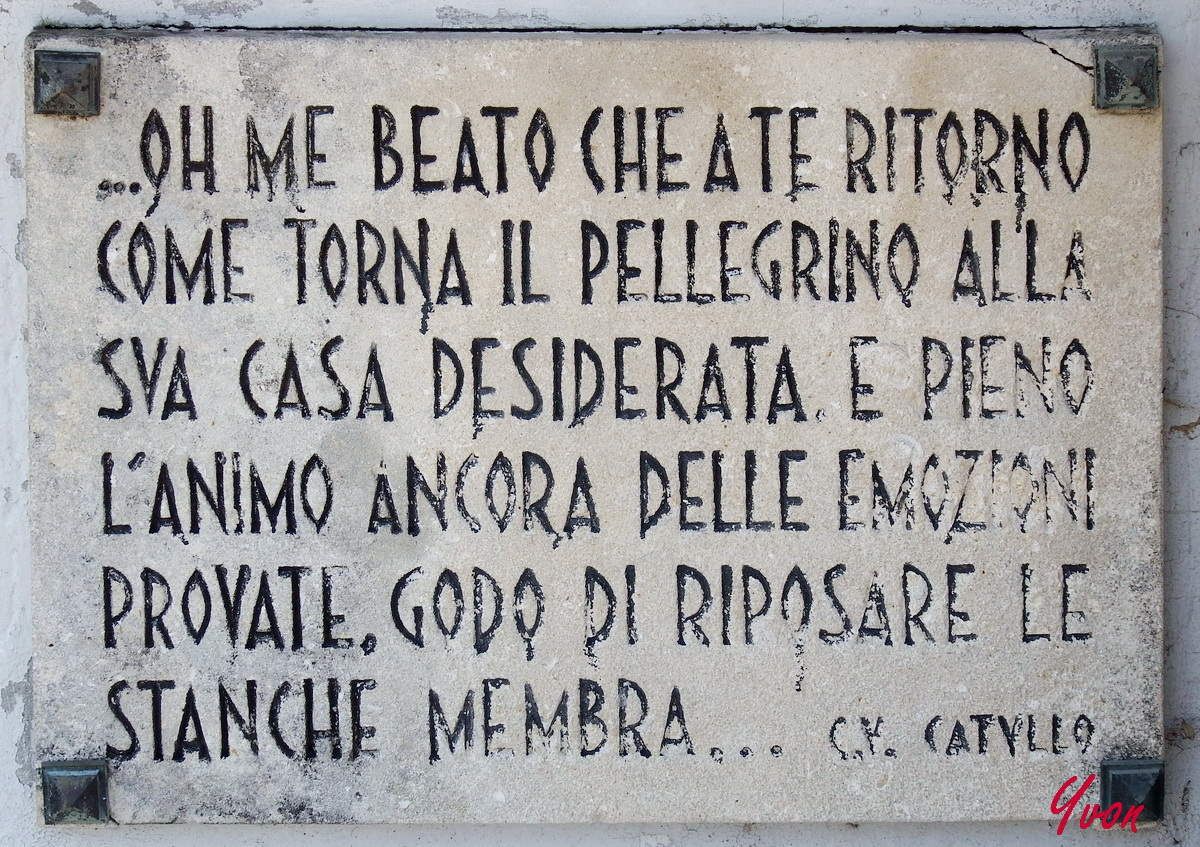 ...OH ME BEATO CHE A TE RITORNO
COME TORNA IL PELLEGRINO ALLA
SVA CASA DESIDERATA. E PIENO
L'ANIMO ANCORA DELLE EMOZIONI
PROVATE, GODO DI RIPOSARE LE
STANCHE MEMBRA... C.V. CATVLLO
Yvon